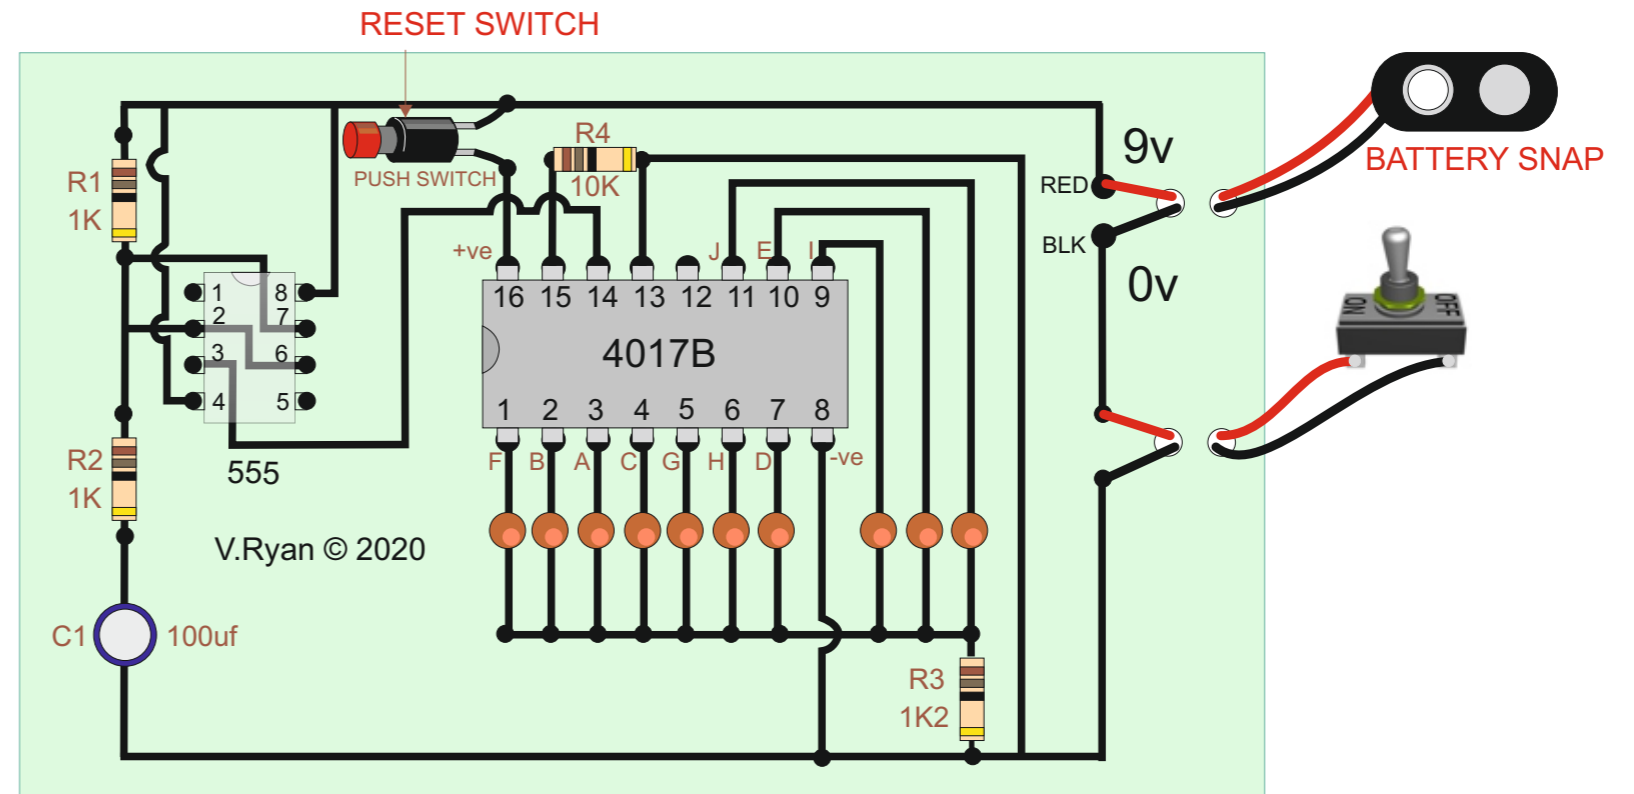 RESET SWITCH
R4
10K
PUSH SWITCH
9v
RED
BATTERY SNAP
R1
1K
BLK
0v
+ve
J
E
I
ON
OFF
16 15 14 13 12 11 10 9
4017B
1 2 3 4 5 6 7 8
F B A C G H D -ve
1 8
2 7
3 6
4 5
555
R2
1K
V.Ryan © 2020
C1
100uf
R3
1K2